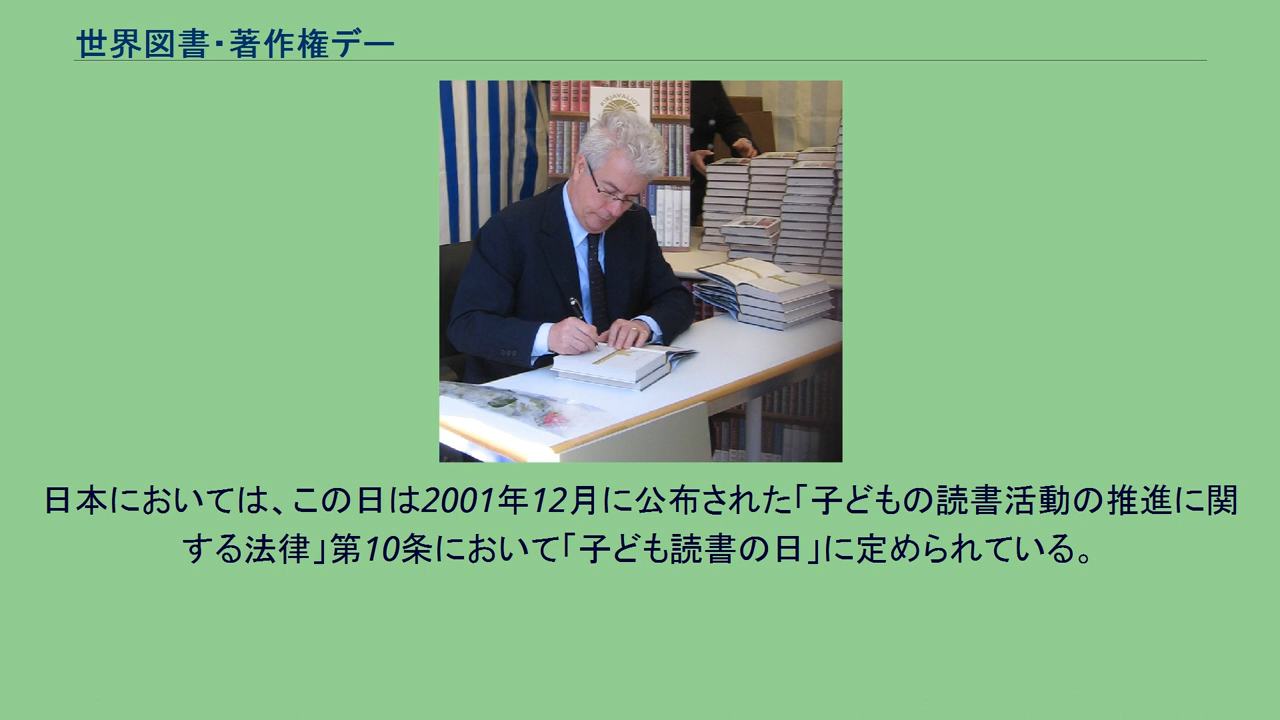 世界図書・著作権デー
KIRJAVALIOT
日本においては、この日は2001年12月に公布された｢子どもの読書活動の推進に関
する法律｣第10条において｢子ども読書の日｣に定められている。